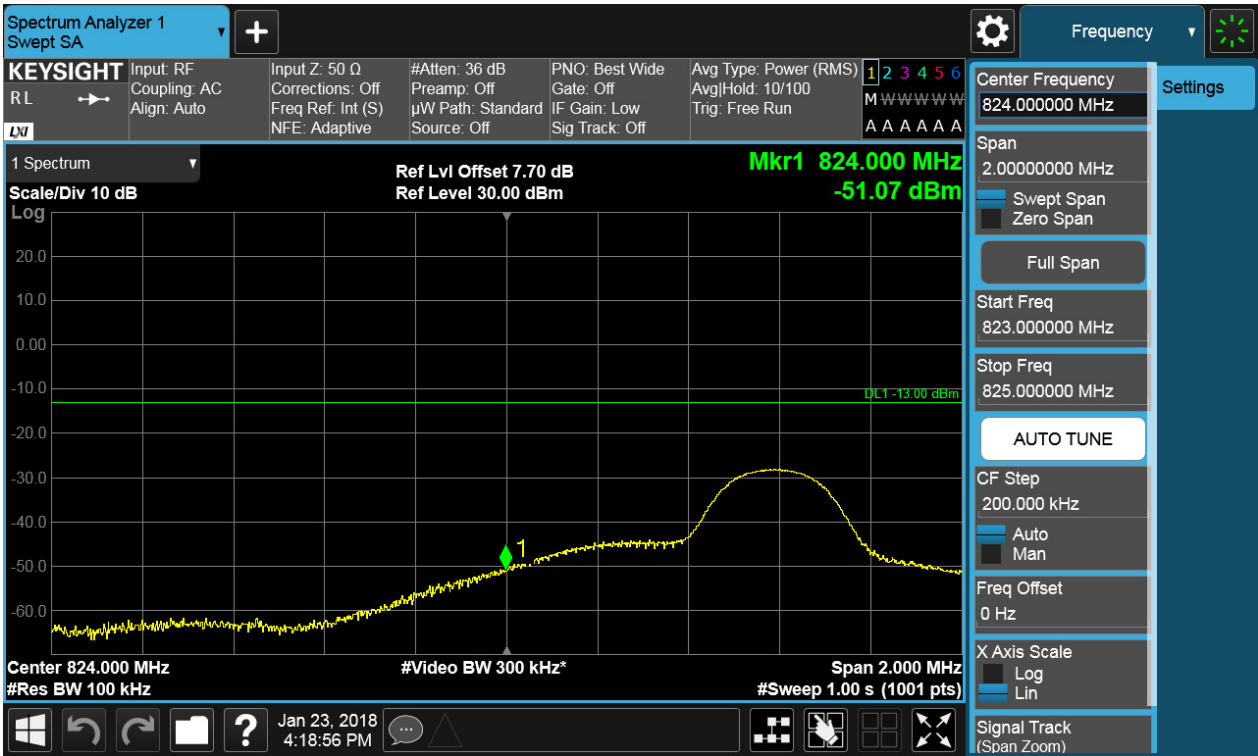 Spectrum Analyzer 1
Swept SA
+
Frequency
KEYSIGHT
R L
LXI
Input: RF
Coupling: AC
Align: Auto
Input Z: 50 Ω
Corrections: Off
Freq Ref: Int (S)
NFE: Adaptive
#Atten: 36 dB
Preamp: Off
µW Path: Standard
Source: Off
PNO: Best Wide
Gate: Off
IF Gain: Low
Sig Track: Off
Avg Type: Power (RMS)
Avg|Hold: 10/100
Trig: Free Run
1 2 3 4 5 6
M W W W W W
A A A A A A
1 Spectrum
Scale/Div 10 dB
Log
Ref Lvl Offset 7.70 dB
Ref Level 30.00 dBm
Mkr1 824.000 MHz
-51.07 dBm
20.0
10.0
0.00
-10.0
-20.0
-30.0
-40.0
-50.0
-60.0
DL1 -13.00 dBm
1
Center 824.000 MHz
#Res BW 100 kHz
#Video BW 300 kHz*
Span 2.000 MHz
#Sweep 1.00 s (1001 pts)
Center Frequency
824.000000 MHz
Span
2.00000000 MHz
Swept Span
Zero Span
Full Span
Start Freq
823.000000 MHz
Stop Freq
825.000000 MHz
AUTO TUNE
CF Step
200.000 kHz
Auto
Man
Freq Offset
0 Hz
X Axis Scale
Log
Lin
Signal Track
(Span Zoom)
Settings
?
Jan 23, 2018
4:18:56 PM